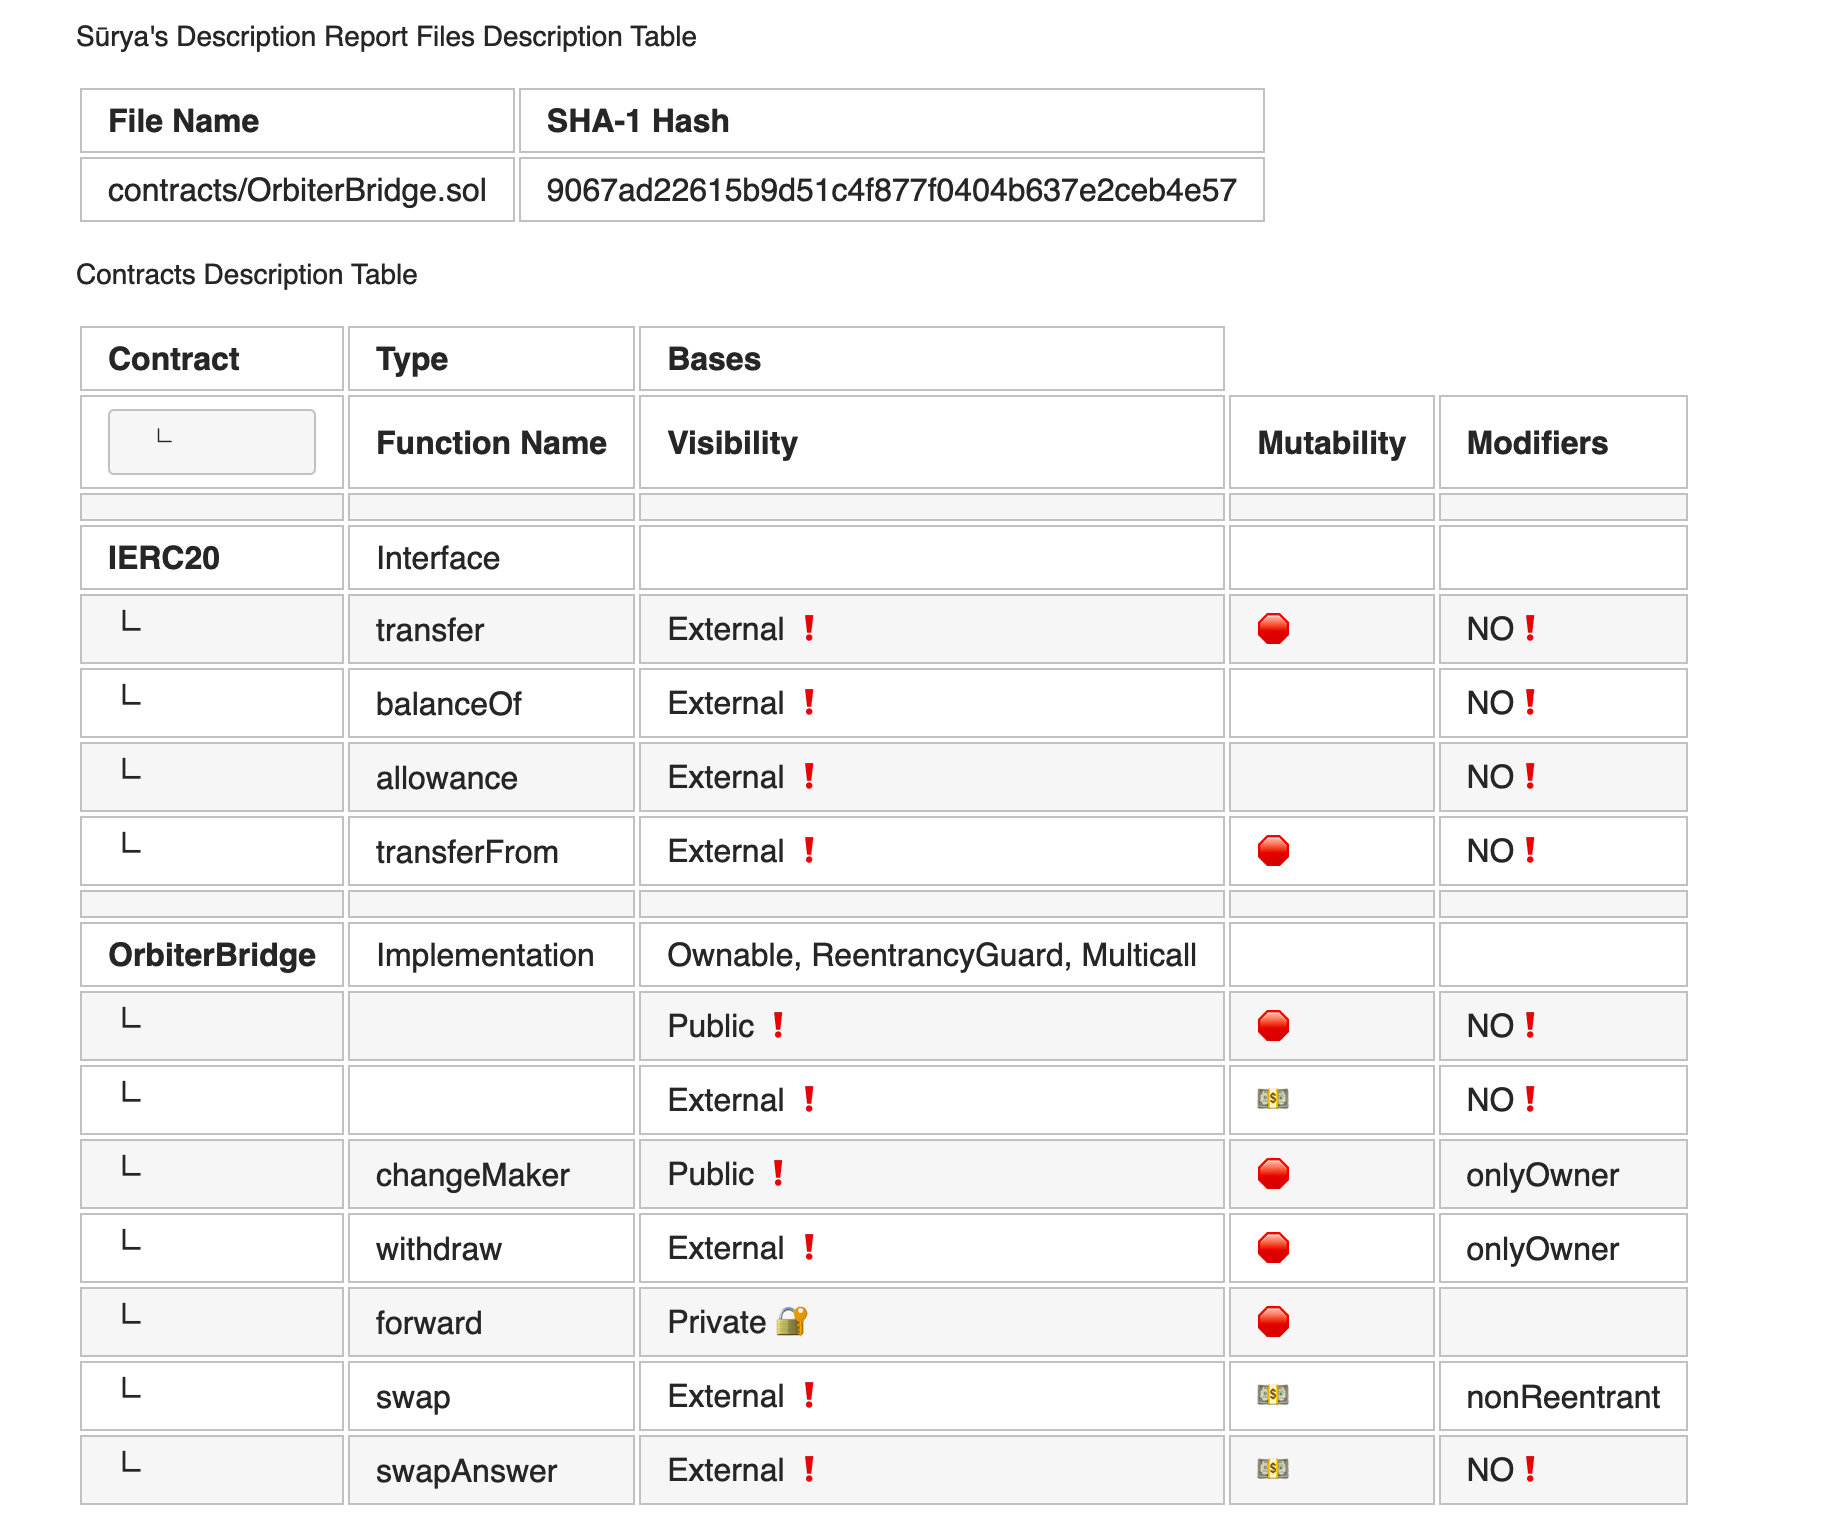 Sūrya's Description Report Files Description Table
File Name SHA-1 Hash
contracts/OrbiterBridge.sol 9067ad22615b9d51c4f877f0404b637e2ceb4e57
Contracts Description Table
Contract Type Bases
└ Function Name Visibility Mutability Modifiers
IERC20 Interface
└ transfer External ❗ 🛑 NO❗
└ balanceOf External ❗ NO❗
└ allowance External ❗ NO❗
└ transferFrom External ❗ 🛑 NO❗
OrbiterBridge Implementation Ownable, ReentrancyGuard, Multicall
└ Public ❗ 🛑 NO❗
└ External ❗ 💵 NO❗
└ changeMaker Public ❗ 🛑 onlyOwner
└ withdraw External ❗ 🛑 onlyOwner
└ forward Private 🔐 🛑
└ swap External ❗ 💵 nonReentrant
└ swapAnswer External ❗ 💵 NO❗